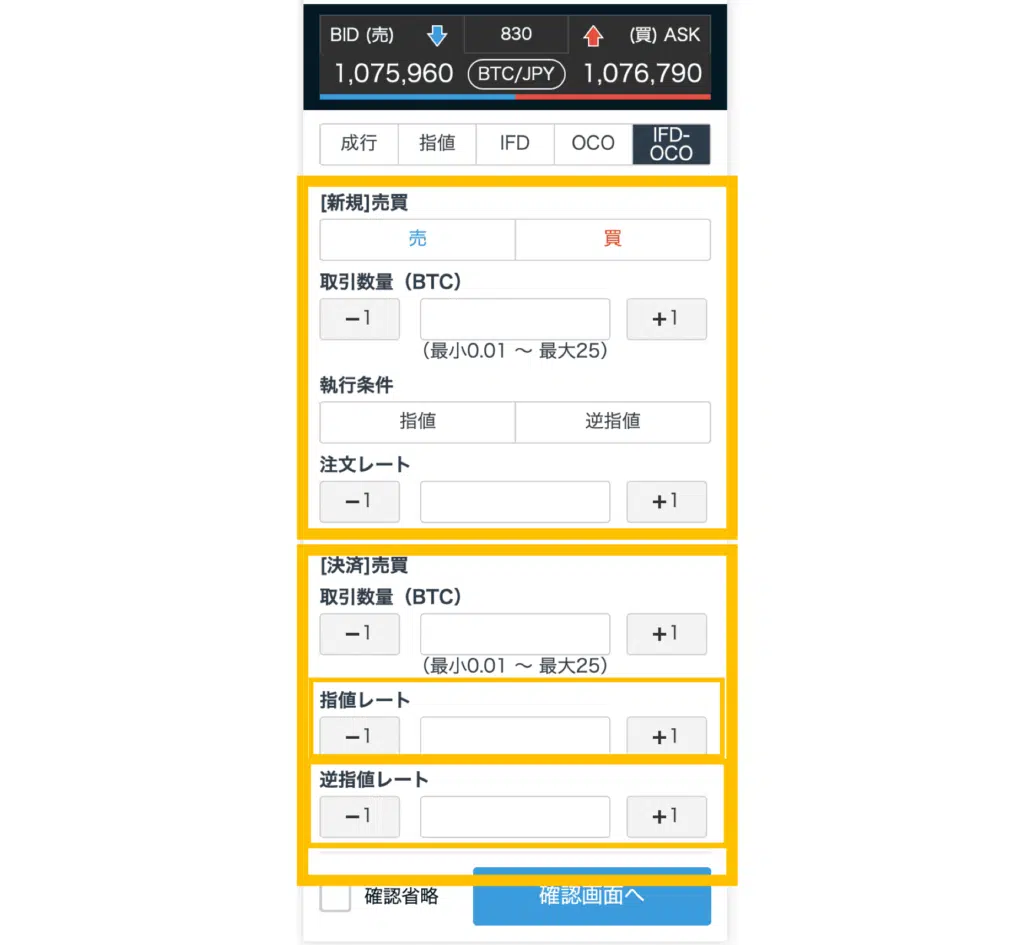 BID (売) 830 (買) ASK
1,075,960 BTC/JPY 1,076,790
成行 指値 IFD OCO IFD-
OCO
[新規]売買
売 買
取引数量（BTC）
−1 +1
（最小0.01 〜 最大25）
執行条件
指値 逆指値
注文レート
−1 +1
[決済]売買
取引数量（BTC）
−1 +1
（最小0.01 〜 最大25）
指値レート
−1 +1
逆指値レート
−1 +1
確認省略 確認画面へ